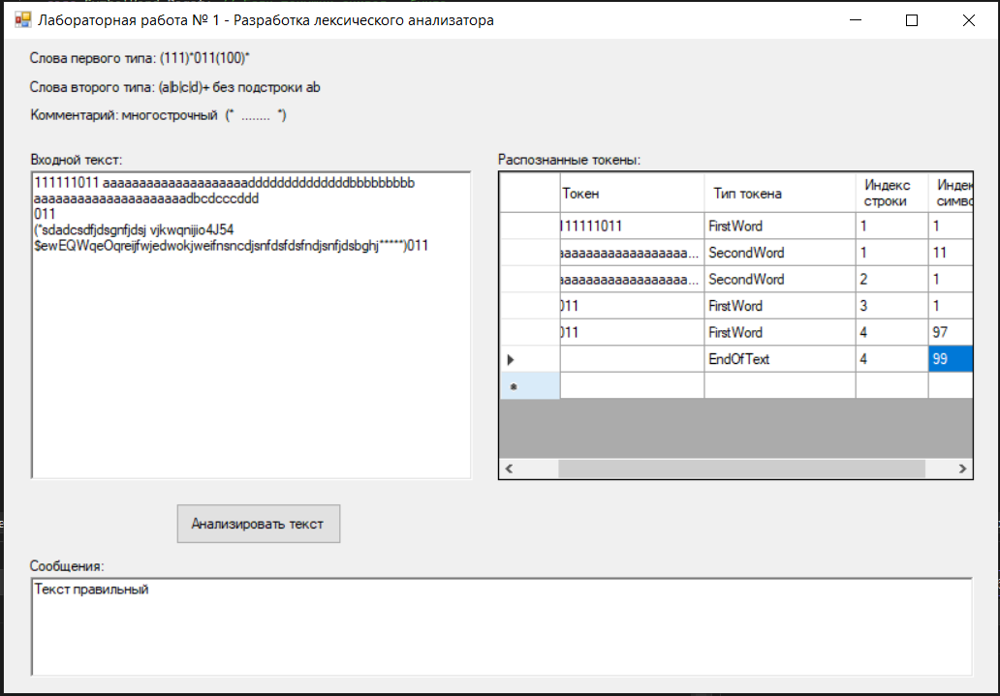 Лабораторная работа № 1 - Разработка лексического анализатора
Слова первого типа: (111)*011(100)*
Слова второго типа: (a|b|c|d)+ без подстроки ab
Комментарий: многострочный (* ........ *)
Входной текст:
111111011 aaaaaaaaaaaaaaaaaaaaddddddddddddddbbbbbbbbb
aaaaaaaaaaaaaaaaaaaaadbcdcccddd
011
(*sdadcsdfjdsgnfjdsj vjkwqnijio4J54
$ewEQWqeOqreijfwjedwokjweifnsncdjsnfdsfdsfndjsnfjdsbghj*****)011
Распознанные токены:
Токен Тип токена Индекс строки Индек симво
111111011 FirstWord 1 1
aaaaaaaaaaaaaaaaaa... SecondWord 1 11
aaaaaaaaaaaaaaaaaa... SecondWord 2 1
011 FirstWord 3 1
011 FirstWord 4 97
EndOfText 4 99
Анализировать текст
Сообщения:
Текст правильный